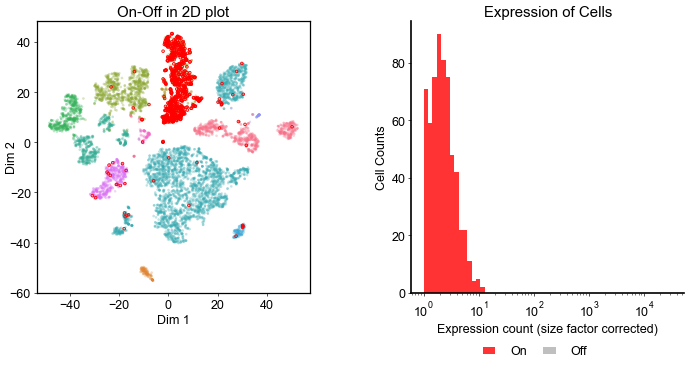 On-Off in 2D plot
40
20
0
−20
−40
−60
Dim 2
−40
−20
0
20
40
Dim 1
Expression of Cells
80
60
40
20
0
Cell Counts
10^0
10^1
10^2
10^3
10^4
Expression count (size factor corrected)
On
Off